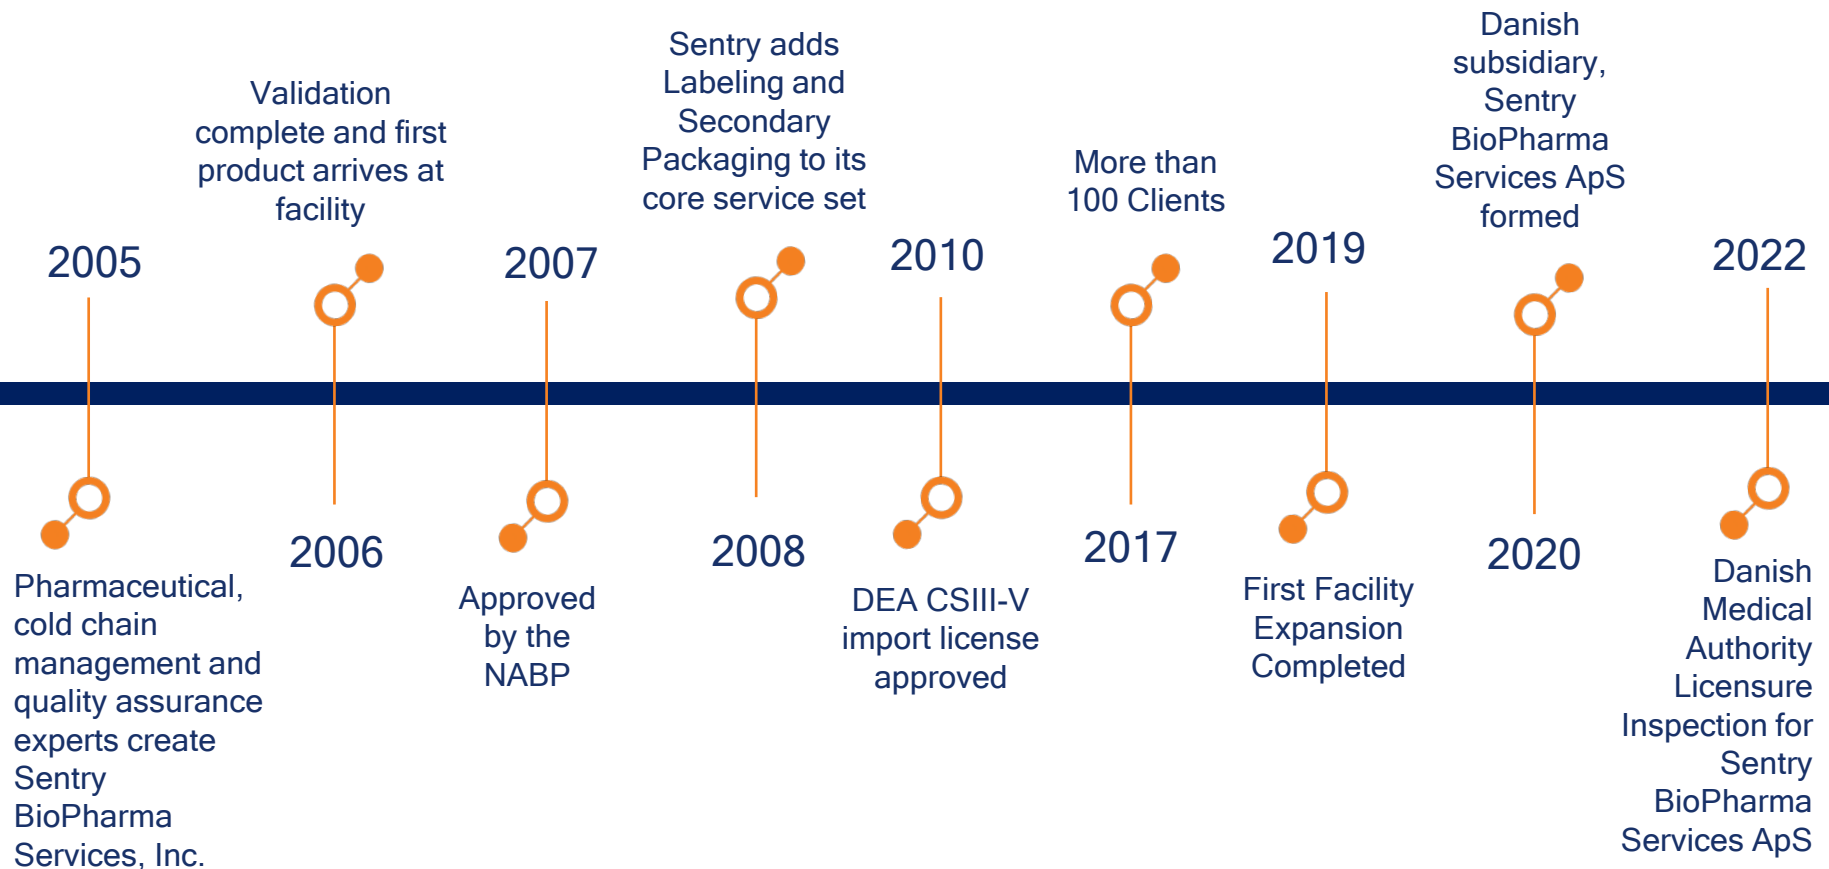 2005
Pharmaceutical,
cold chain
management and
quality assurance
experts create
Sentry
BioPharma
Services, Inc.
Validation
complete and first
product arrives at
facility
2006
2007
Approved
by the
NABP
Sentry adds
Labeling and
Secondary
Packaging to its
core service set
2008
2010
DEA CSIII-V
import license
approved
More than
100 Clients
2017
2019
First Facility
Expansion
Completed
Danish
subsidiary,
Sentry
BioPharma
Services ApS
formed
2020
2022
Danish
Medical
Authority
Licensure
Inspection for
Sentry
BioPharma
Services ApS